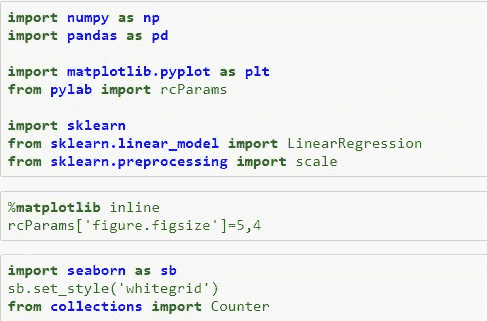 import numpy as np
import pandas as pd
import matplotlib.pyplot as plt
from pylab import rcParams
import sklearn
from sklearn.linear_model import LinearRegression
from sklearn.preprocessing import scale
%matplotlib inline
rcParams['figure.figsize']=5,4
import seaborn as sb
sb.set_style('whitegrid')
from collections import Counter